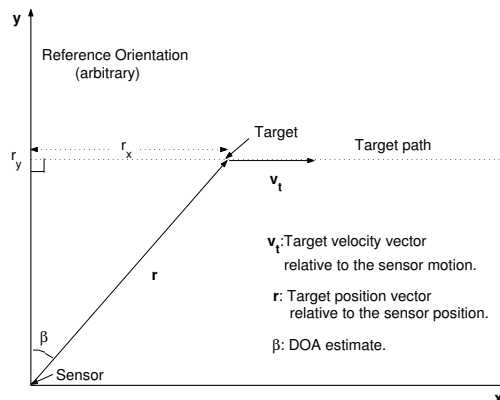 y
Reference Orientation
(arbitrary)
Target
r_x
Target path
r_y
v_t
v_t:Target velocity vector
relative to the sensor motion.
r
r: Target position vector
relative to the sensor position.
β
β: DOA estimate.
Sensor
x